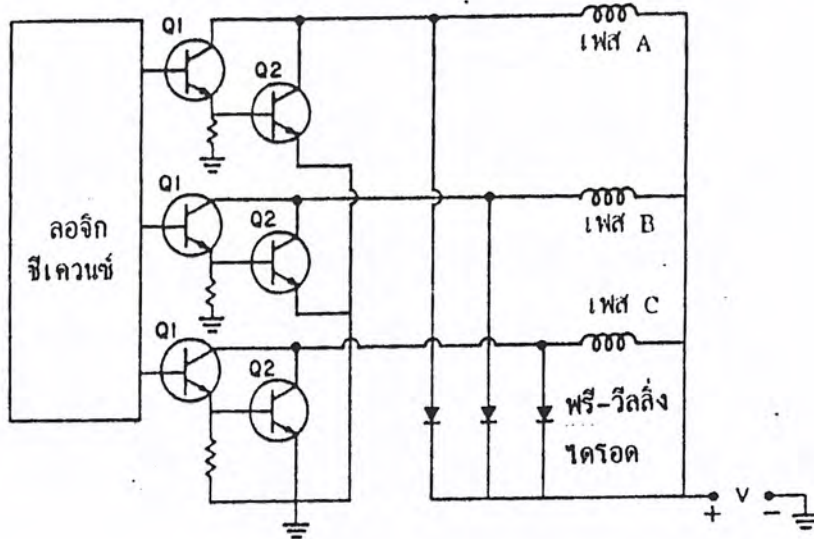 Q1
Q2
เฟส A
Q1
Q2
เฟส B
ลอจิก
ซีเควนซ์
Q1
Q2
เฟส C
พรี-วีลลิ่ง
ไดโอด
+ V -